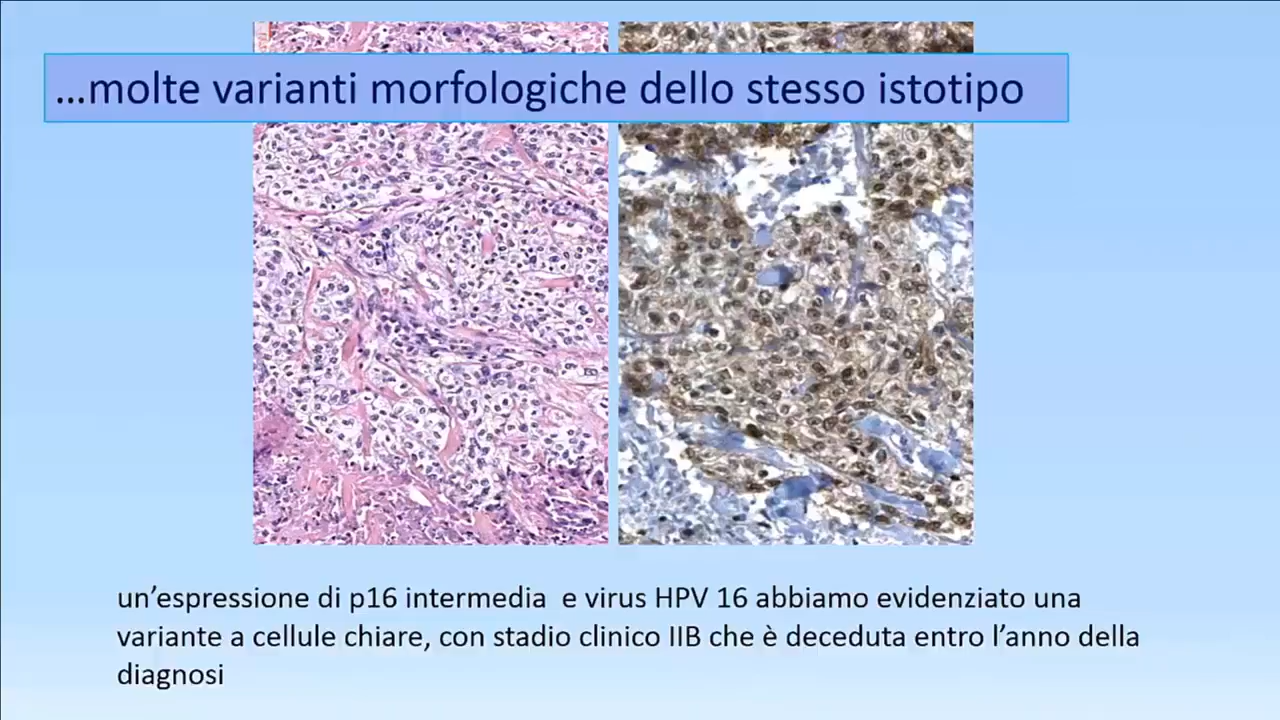 ...molte varianti morfologiche dello stesso istotipo
un’espressione di p16 intermedia  e virus HPV 16 abbiamo evidenziato una
variante a cellule chiare, con stadio clinico IIB che è deceduta entro l’anno della
diagnosi